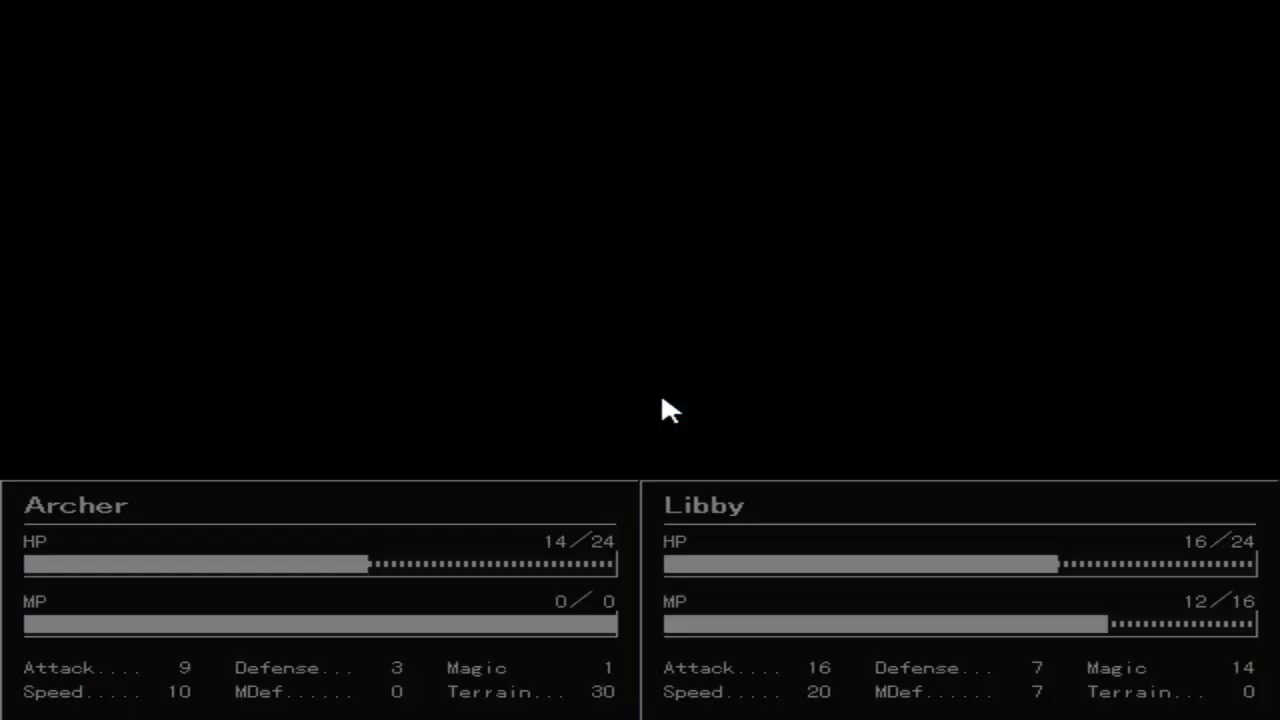 Archer
HP 14/24
MP 0/ 0
Attack.... 9 Defense... 3 Magic 1
Speed..... 10 MDef...... 0 Terrain... 30
Libby
HP 16/24
MP 12/16
Attack.... 16 Defense... 7 Magic 14
Speed..... 20 MDef...... 7 Terrain... 0